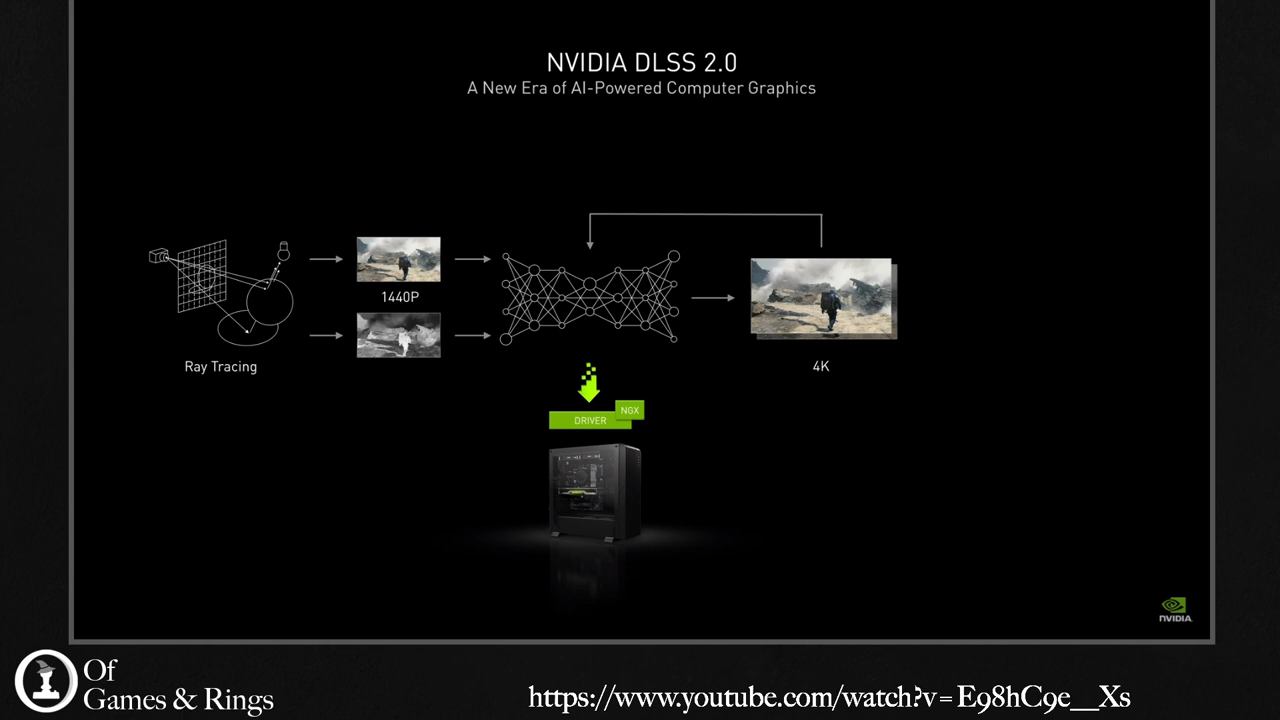 NVIDIA DLSS 2.0
A New Era of AI-Powered Computer Graphics
1440P
Ray Tracing
4K
NGX
DRIVER
NVIDIA.
Of
Games & Rings
https://www.youtube.com/watch?v=E98hC9e__Xs